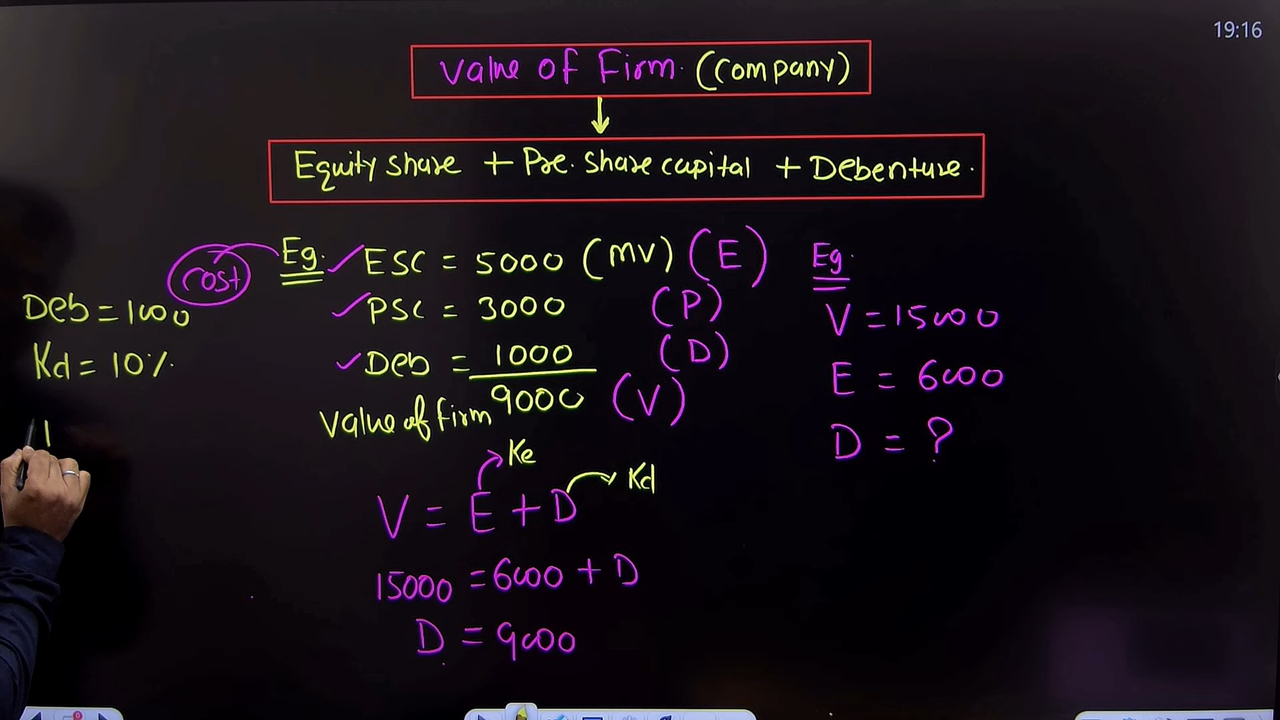 19:16
Value of Firm. (Company)
Equity share + Pre. Share capital + Debenture.
Cost
Eg. ESC = 5000 (MV) (E)
PSC = 3000 (P)
Deb = 1000 (D)
Value of firm 9000 (V)
Deb = 1000
Kd = 10%.
1
Ke
Kd
V = E + D
15000 = 6000 + D
D = 9000
Eg.
V = 15000
E = 6000
D = ?